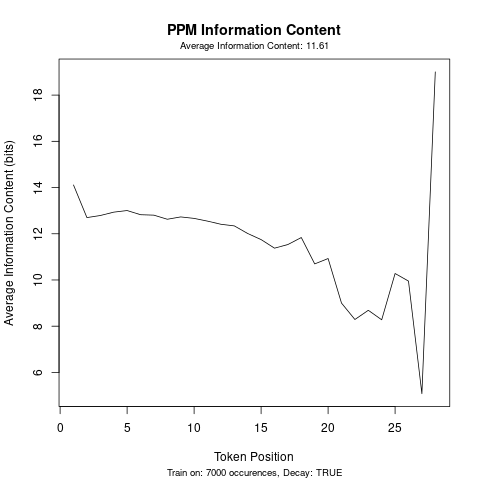 PPM Information Content
Average Information Content: 11.61
Average Information Content (bits)
18
16
14
12
10
8
6
0 5 10 15 20 25
Token Position
Train on: 7000 occurences, Decay: TRUE